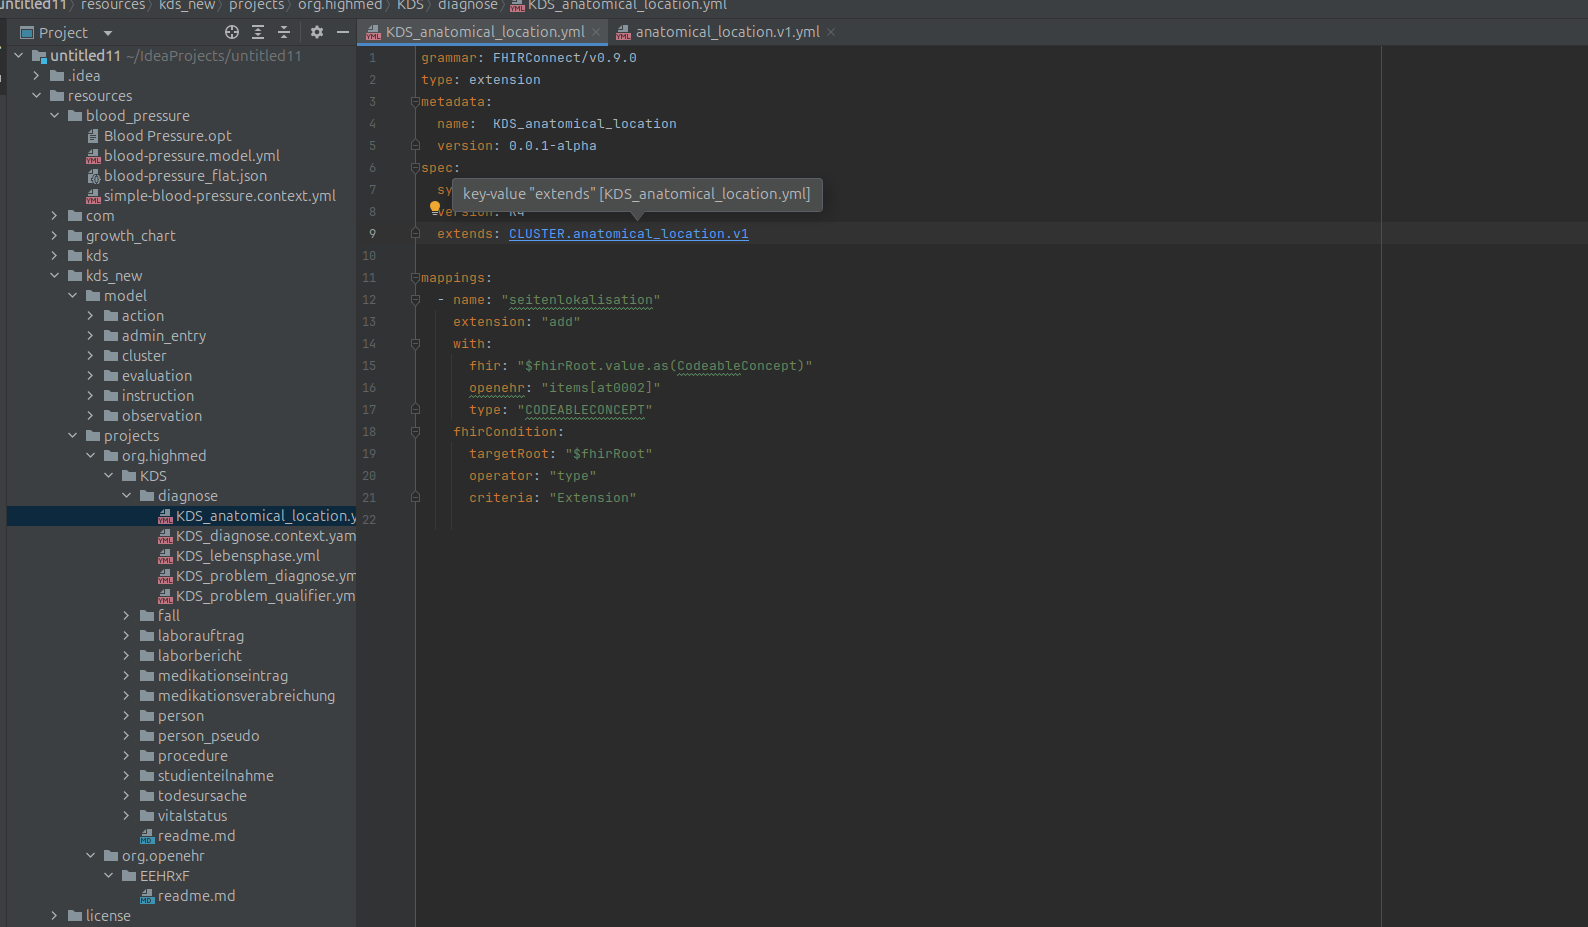 untitled11 〉 resources 〉 kds_new 〉 projects 〉 org.highmed 〉 KDS 〉 diagnose 〉 KDS_anatomical_location.yml
Project
KDS_anatomical_location.yml
anatomical_location.v1.yml
untitled11 ~/IdeaProjects/untitled11
.idea
resources
blood_pressure
Blood Pressure.opt
blood-pressure.model.yml
blood-pressure_flat.json
simple-blood-pressure.context.yml
com
growth_chart
kds
kds_new
model
action
admin_entry
cluster
evaluation
instruction
observation
projects
org.highmed
KDS
diagnose
KDS_anatomical_location.y
KDS_diagnose.context.yam
KDS_lebensphase.yml
KDS_problem_diagnose.ym
KDS_problem_qualifier.ym
fall
laborauftrag
laborbericht
medikationseintrag
medikationsverabreichung
person
person_pseudo
procedure
studienteilnahme
todesursache
vitalstatus
readme.md
org.openehr
EEHRxF
readme.md
license
1 grammar: FHIRConnect/v0.9.0
2 type: extension
3 metadata:
4 name: KDS_anatomical_location
5 version: 0.0.1-alpha
6 spec:
7 sy
key-value "extends" [KDS_anatomical_location.yml]
8 version: R4
9 extends: CLUSTER.anatomical_location.v1
10
11 mappings:
12 - name: "seitenlokalisation"
13 extension: "add"
14 with:
15 fhir: "$fhirRoot.value.as(CodeableConcept)"
16 openehr: "items[at0002]"
17 type: "CODEABLECONCEPT"
18 fhirCondition:
19 targetRoot: "$fhirRoot"
20 operator: "type"
21 criteria: "Extension"
22